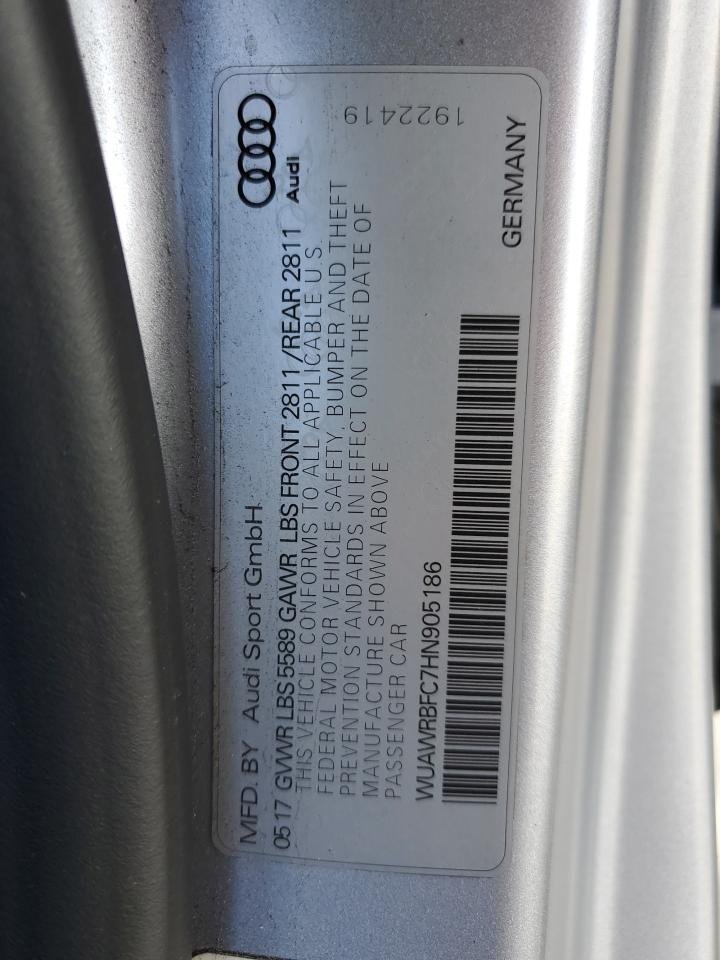 MFD. BY Audi Sport GmbH
0517 GVWR LBS 5589 GAWR LBS FRONT 2811 /REAR 2811
THIS VEHICLE CONFORMS TO ALL APPLICABLE U.S.
FEDERAL MOTOR VEHICLE SAFETY, BUMPER AND THEFT
PREVENTION STANDARDS IN EFFECT ON THE DATE OF
MANUFACTURE SHOWN ABOVE
PASSENGER CAR
WUAWRBFC7HN905186
Audi
1922419
GERMANY